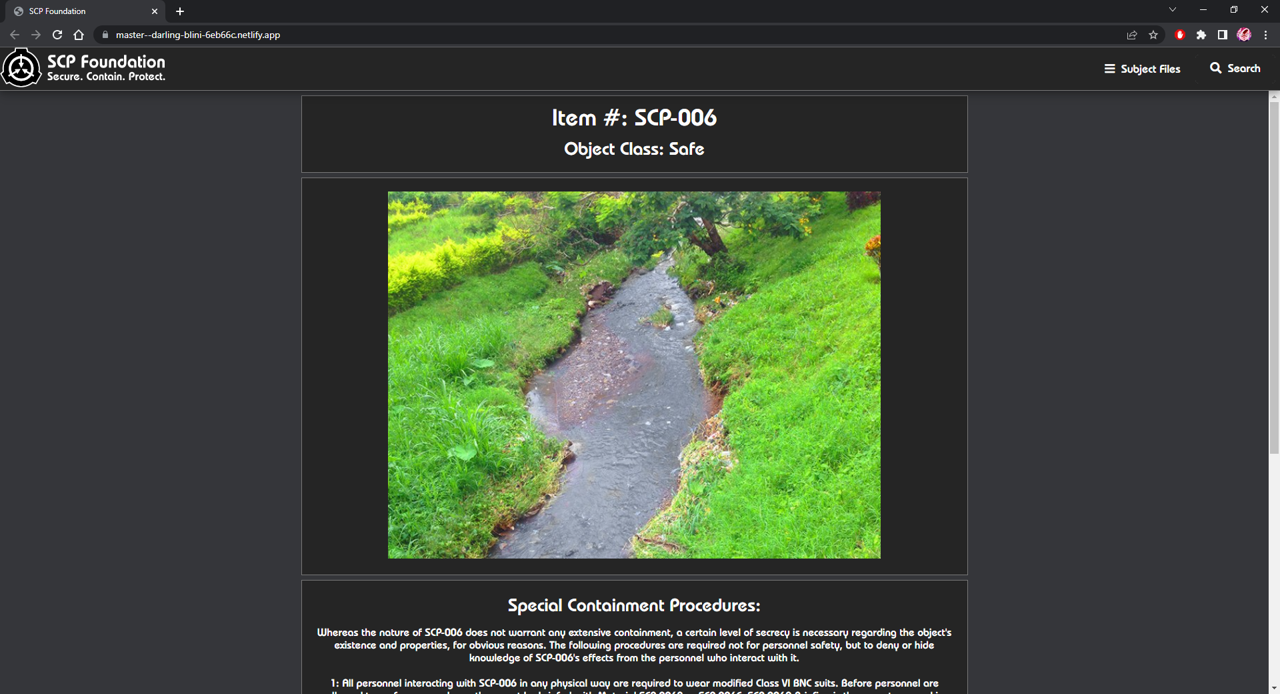 SCP Foundation
master--darling-blini-6eb66c.netlify.app
SCP Foundation
Secure. Contain. Protect.
Subject Files
Search
Item #: SCP-006
Object Class: Safe
Special Containment Procedures:
Whereas the nature of SCP-006 does not warrant any extensive containment, a certain level of secrecy is necessary regarding the object's
existence and properties, for obvious reasons. The following procedures are required not for personnel safety, but to deny or hide
knowledge of SCP-006's effects from the personnel who interact with it.
1: All personnel interacting with SCP-006 in any physical way are required to wear modified Class VI BNC suits. Before personnel are